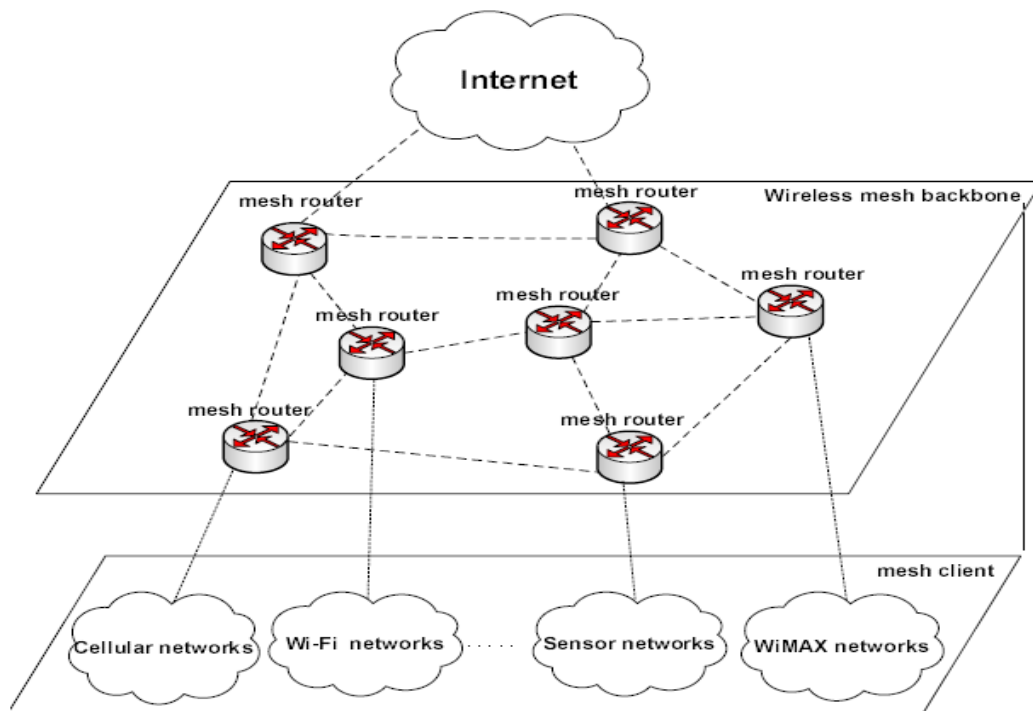 Internet
mesh router
mesh router
Wireless mesh backbone
mesh router
mesh router
mesh router
mesh router
mesh router
mesh client
Cellular networks
Wi-Fi networks
. . . . .
Sensor networks
WiMAX networks